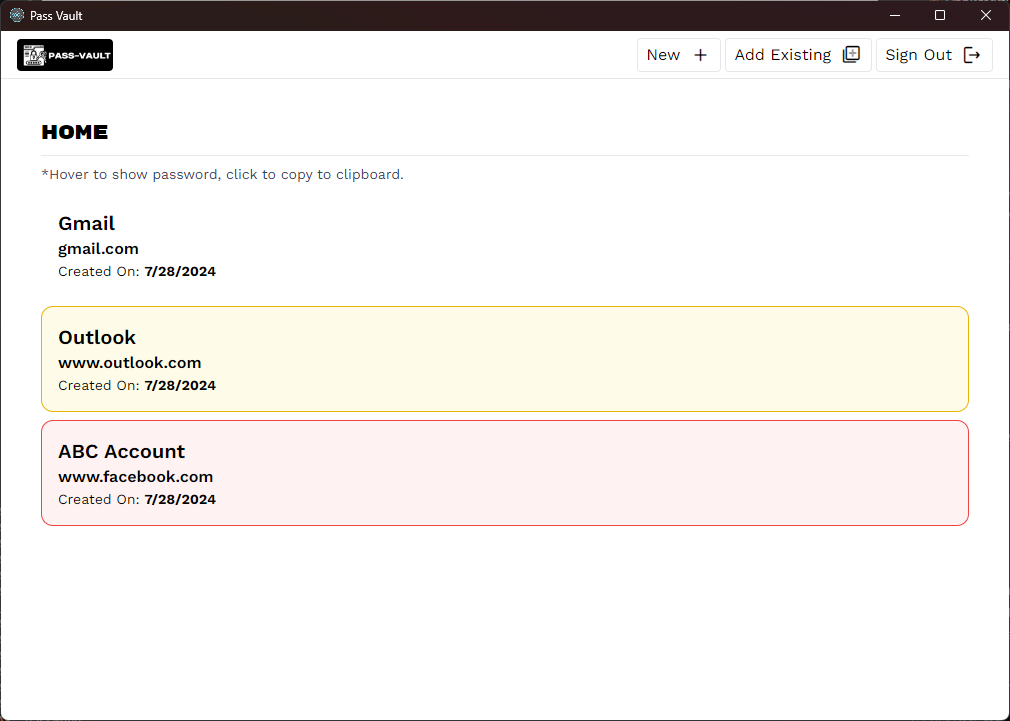 Pass Vault
PASS-VAULT
New
Add Existing
Sign Out
HOME
*Hover to show password, click to copy to clipboard.
Gmail
gmail.com
Created On: 7/28/2024
Outlook
www.outlook.com
Created On: 7/28/2024
ABC Account
www.facebook.com
Created On: 7/28/2024